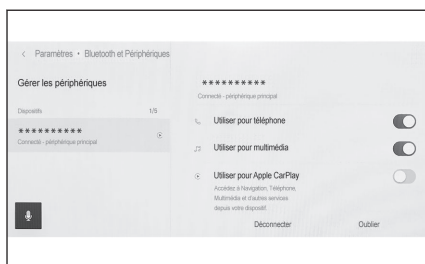 < Paramètres • Bluetooth et Périphériques
Gérer les périphériques
Dispositifs 1/5
**********
Connecté - périphérique principal
**********
Connecté - périphérique principal
Utiliser pour téléphone
Utiliser pour multimédia
Utiliser pour Apple CarPlay
Accédez à Navigation, Téléphone,
Multimédia et d'autres services
depuis votre dispositif.
Déconnecter Oublier